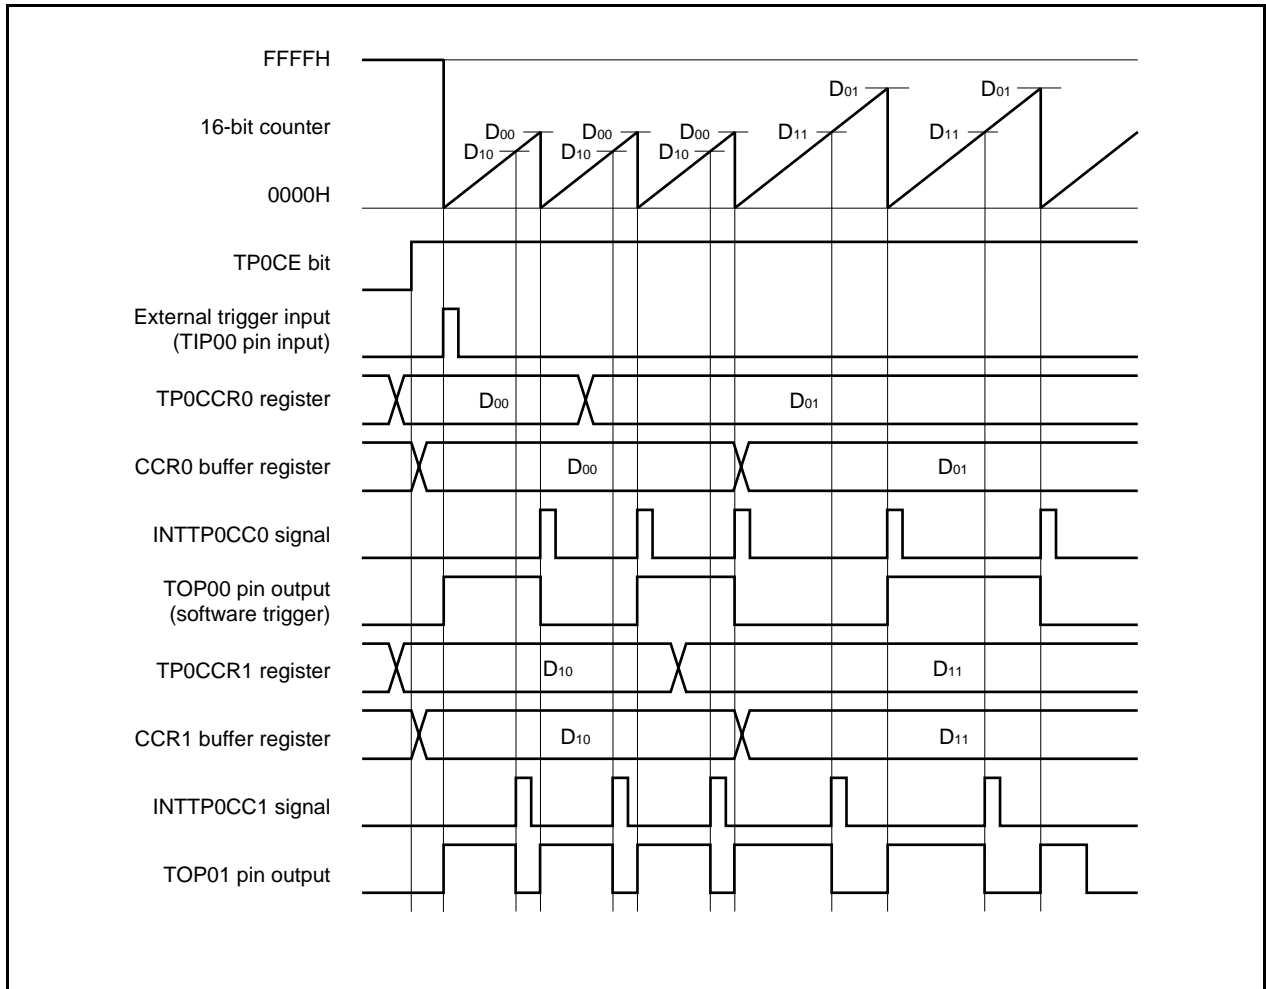 FFFFH
D01 D01
16-bit counter D00 D00 D00 D11 D11
D10 D10 D10
0000H
TP0CE bit
External trigger input
(TIP00 pin input)
TP0CCR0 register D00 D01
CCR0 buffer register D00 D01
INTTP0CC0 signal
TOP00 pin output
(software trigger)
TP0CCR1 register D10 D11
CCR1 buffer register D10 D11
INTTP0CC1 signal
TOP01 pin output